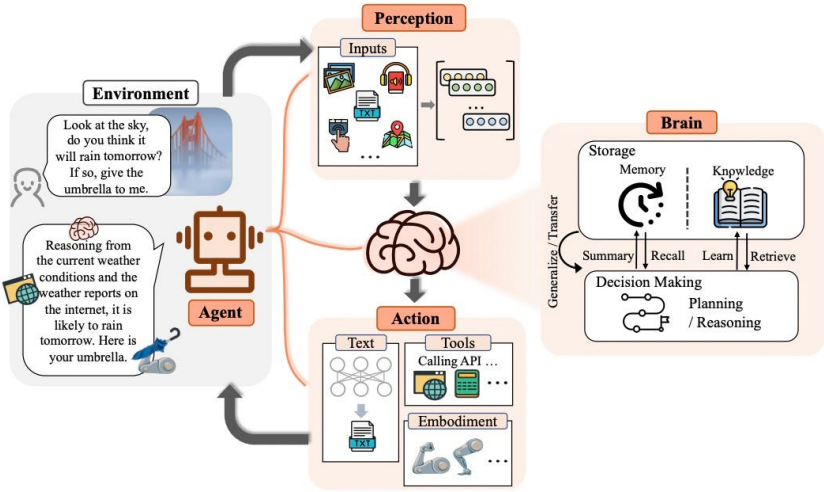 Perception
Inputs
TXT
...
...
Environment
Look at the sky,
do you think it
will rain tomorrow?
If so, give the
umbrella to me.
Reasoning from
the current weather
conditions and the
weather reports on
the internet, it is
likely to rain
tomorrow. Here is
your umbrella.
Agent
Action
Text
TXT
Tools
Calling API ...
...
Embodiment
...
Brain
Storage
Memory
Knowledge
Generalize / Transfer
Summary
Recall
Learn
Retrieve
Decision Making
Planning
/ Reasoning